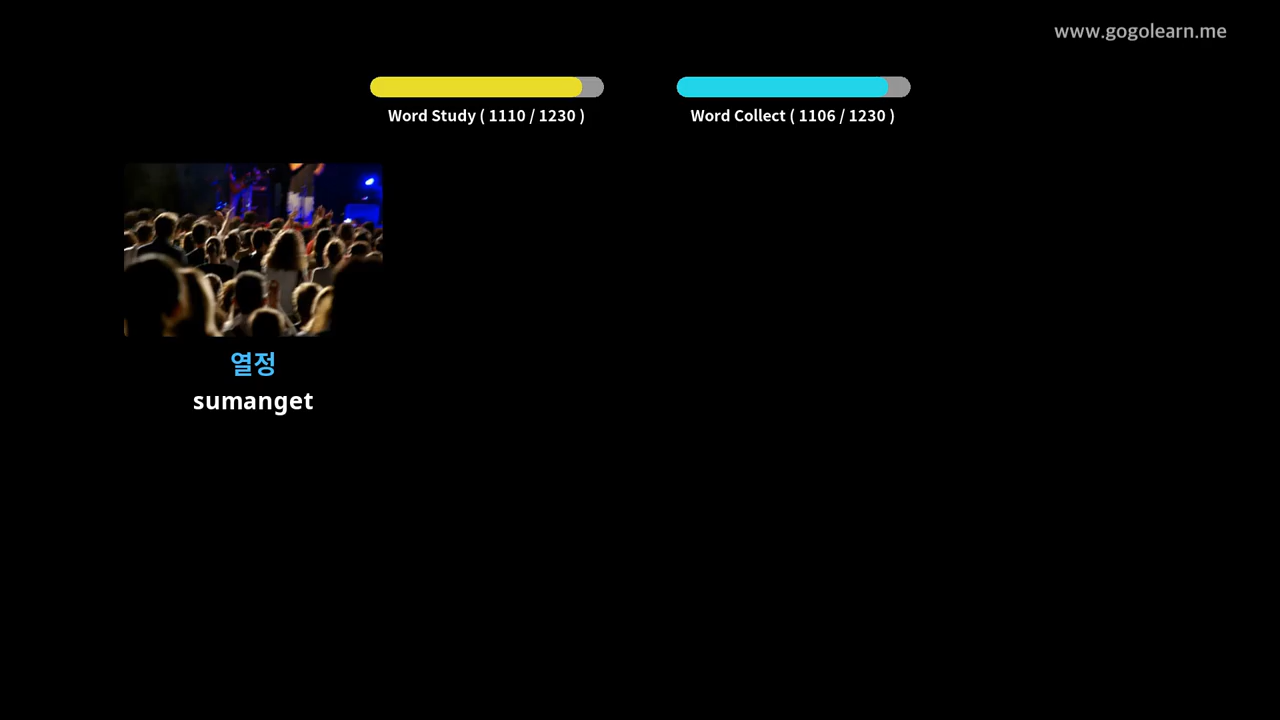 www.gogolearn.me
Word Study ( 1110 / 1230 )
Word Collect ( 1106 / 1230 )
열정
sumanget